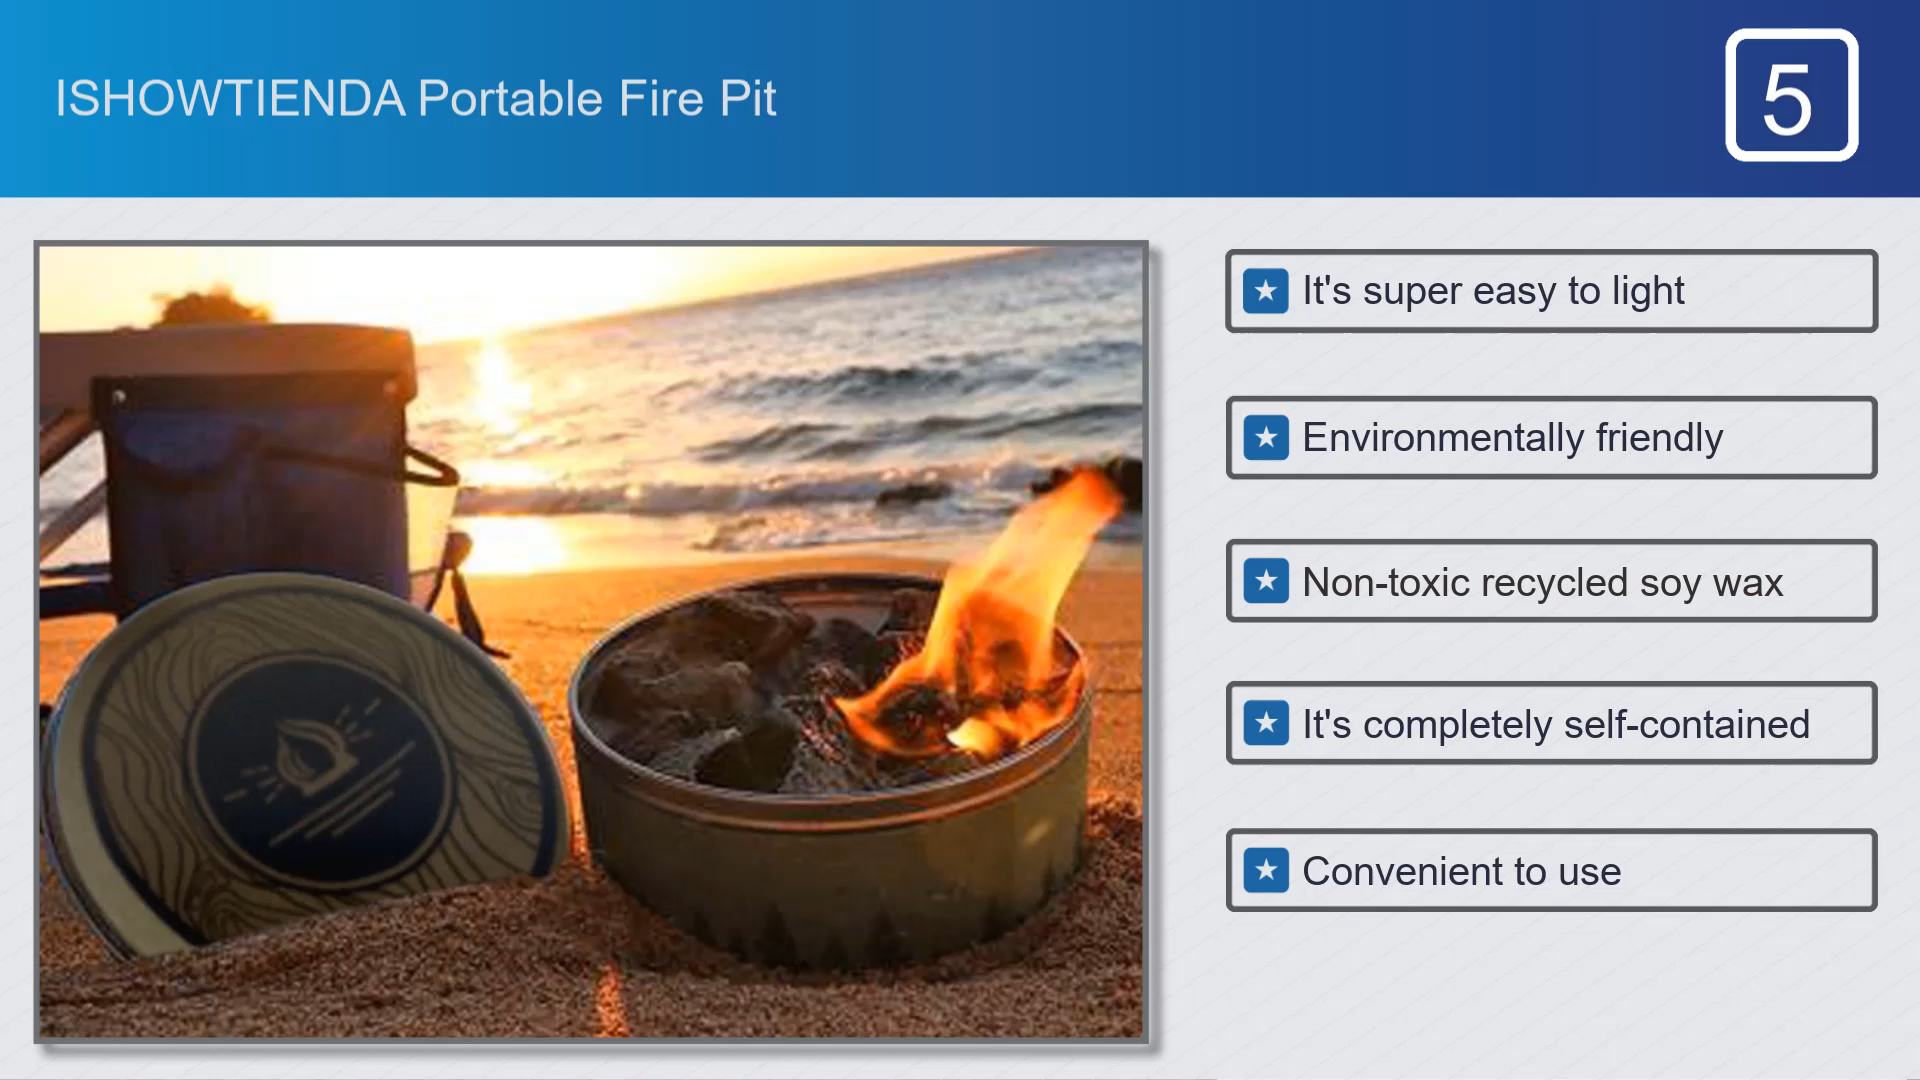 ISHOWTIENDA Portable Fire Pit
5
It's super easy to light
Environmentally friendly
Non-toxic recycled soy wax
It's completely self-contained
Convenient to use